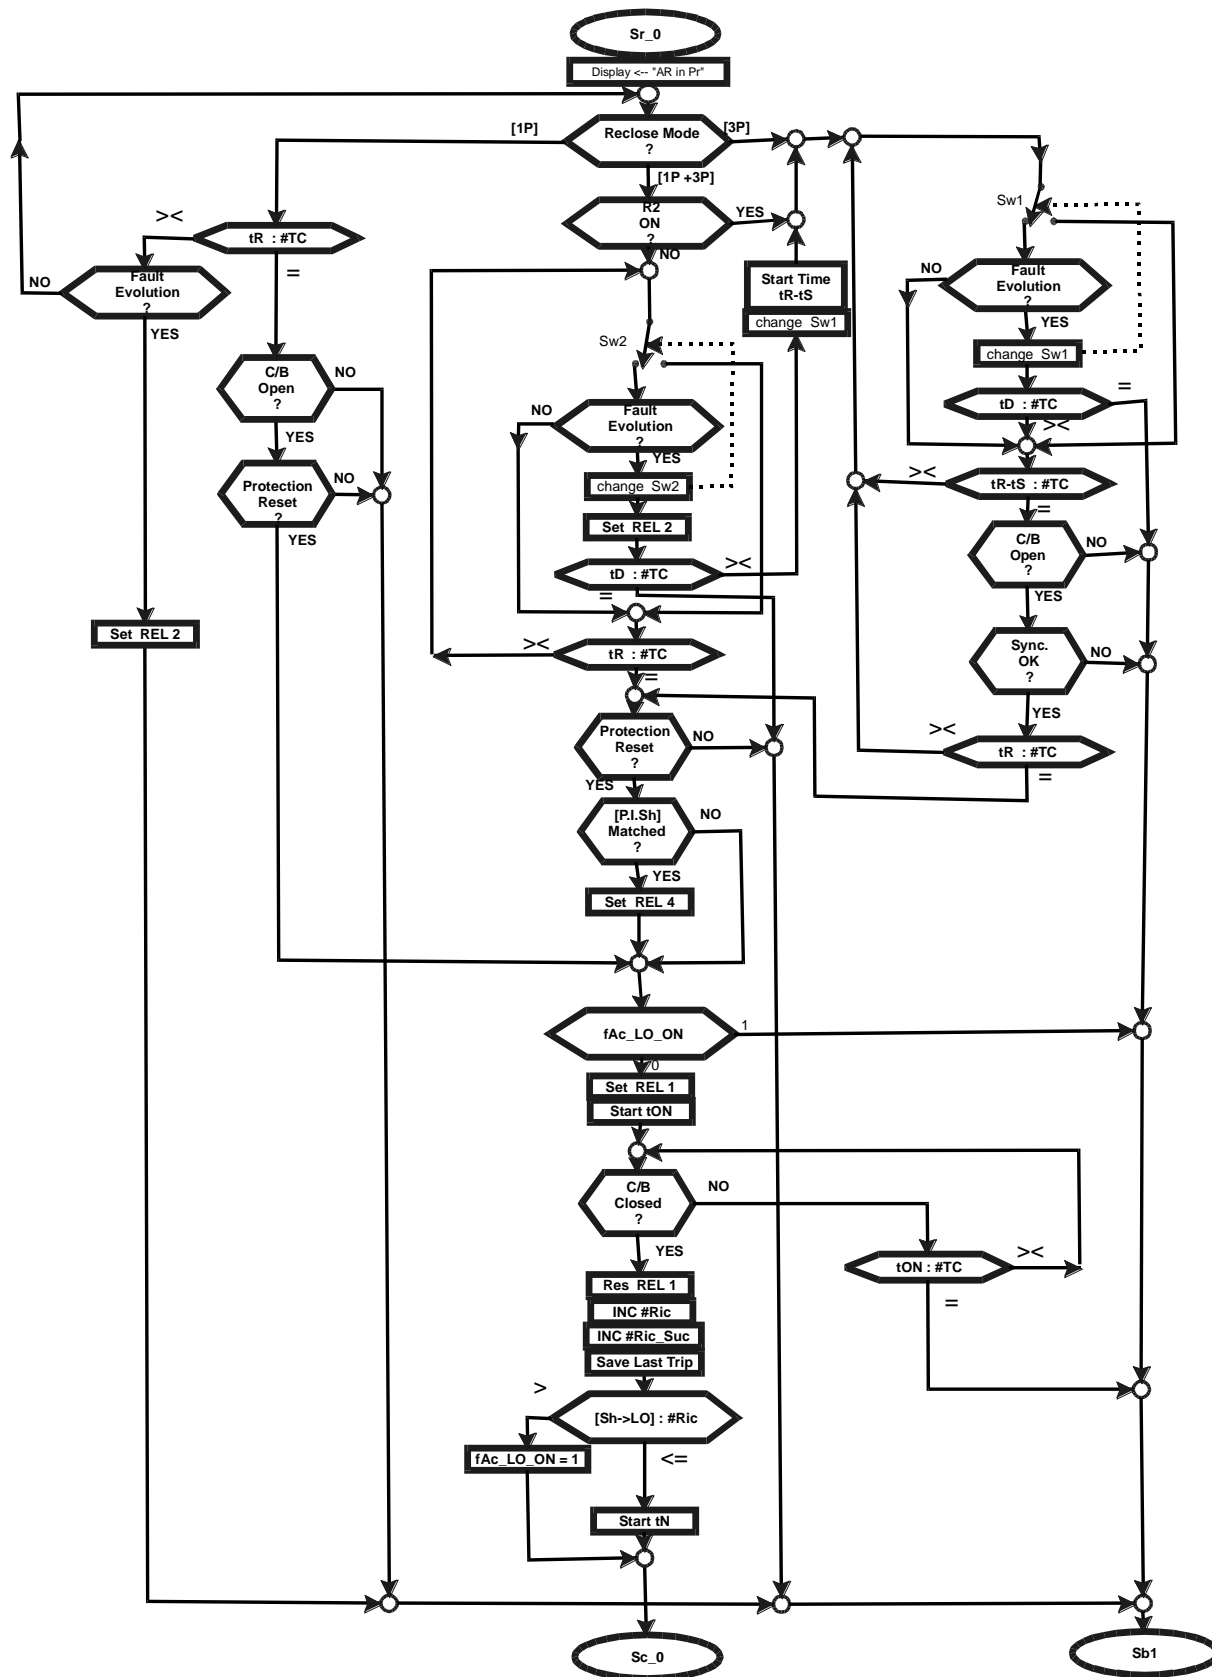 Sr_0
Display <-- "AR in Pr"
[1P]
Reclose Mode
?
[3P]
[1P +3P]
R2
ON
?
YES
NO
><
tR : #TC
=
NO
Fault
Evolution
?
YES
Start Time
tR-tS
change Sw1
Sw1
NO
Fault
Evolution
?
YES
change Sw1
tD : #TC
=
><
Sw2
NO
Fault
Evolution
?
YES
change Sw2
Set REL 2
tD : #TC
><
=
C/B
Open
?
NO
YES
Protection
Reset
?
NO
YES
><
tR-tS : #TC
=
C/B
Open
?
NO
YES
Sync.
OK
?
NO
YES
><
tR : #TC
=
Set REL 2
><
tR : #TC
=
Protection
Reset
?
NO
YES
[P.I.Sh]
Matched
?
NO
YES
Set REL 4
fAc_LO_ON
1
0
Set REL 1
Start tON
C/B
Closed
?
NO
YES
tON : #TC
><
=
Res REL 1
INC #Ric
INC #Ric_Suc
Save Last Trip
>
[Sh->LO] : #Ric
<=
fAc_LO_ON = 1
Start tN
Sc_0
Sb1